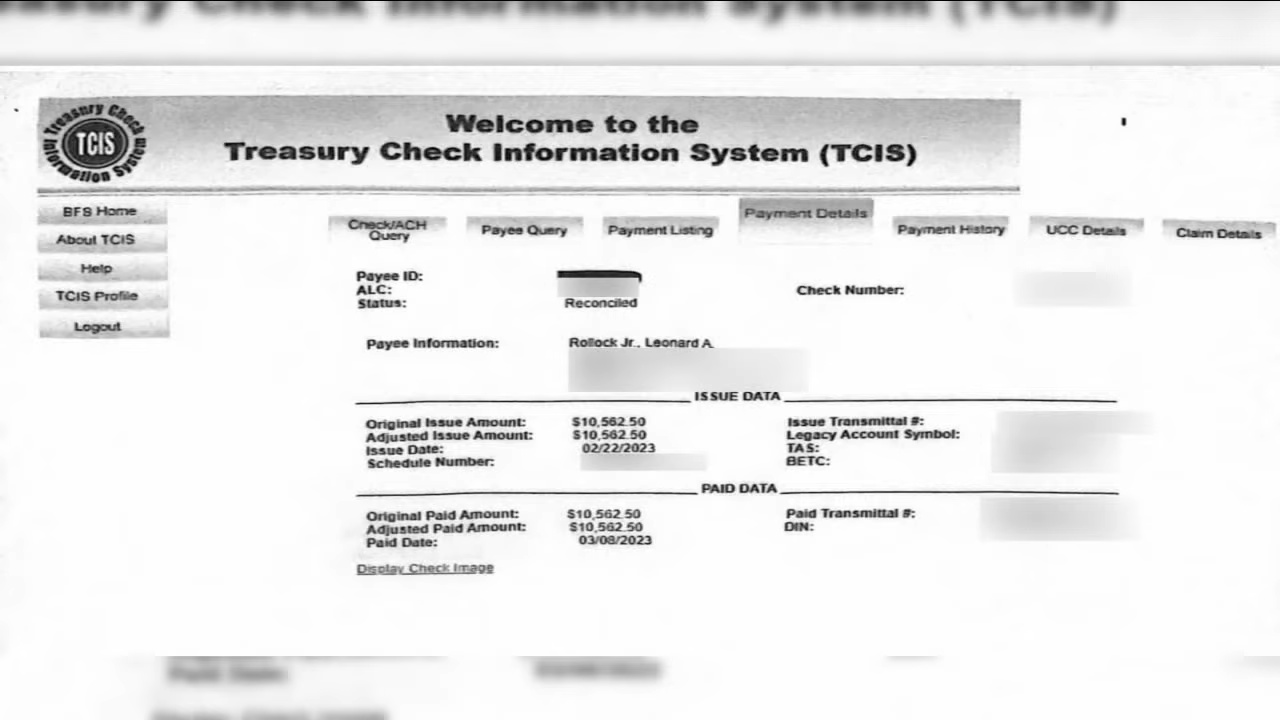 Treasury Check Information System (TCIS)
Treasury Check
TCIS
Information System
Welcome to the
Treasury Check Information System (TCIS)
BFS Home
About TCIS
Help
TCIS Profile
Logout
Check/ACH
Query
Payee Query
Payment Listing
Payment Details
Payment History
UCC Details
Claim Details
Payee ID:
ALC:
Status: Reconciled
Check Number:
Payee Information: Rollock Jr., Leonard A.
ISSUE DATA
Original Issue Amount: $10,562.50
Adjusted Issue Amount: $10,562.50
Issue Date: 02/22/2023
Schedule Number:
Issue Transmittal #:
Legacy Account Symbol:
TAS:
BETC:
PAID DATA
Original Paid Amount: $10,562.50
Adjusted Paid Amount: $10,562.50
Paid Date: 03/08/2023
Paid Transmittal #:
DIN:
Display Check Image
Paid Date: